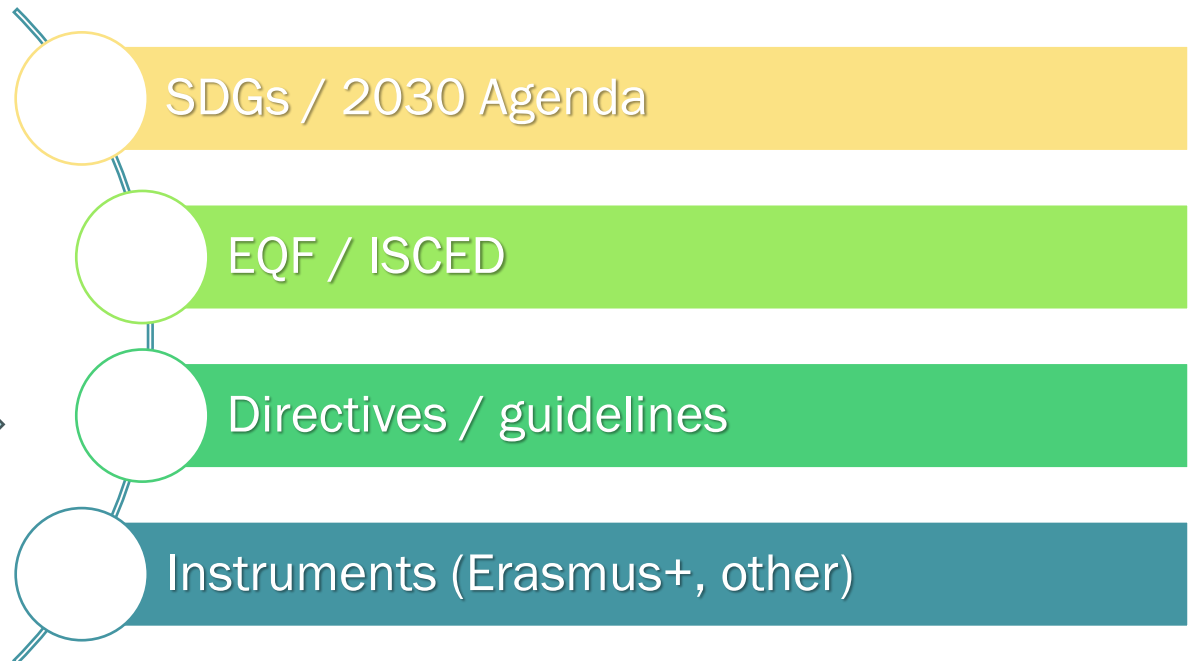 SDGs / 2030 Agenda
EQF / ISCED
Directives / guidelines
Instruments (Erasmus+, other)